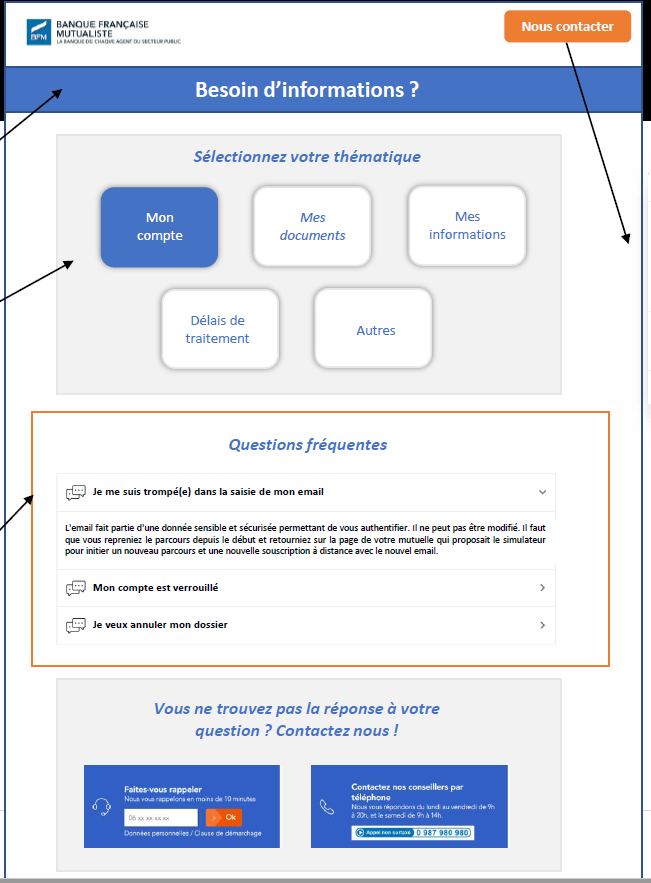 BANQUE FRANÇAISE
MUTUALISTE
LA BANQUE DE CHAQUE AGENT DU SECTEUR PUBLIC
BFM
Nous contacter
Besoin d'informations ?
Sélectionnez votre thématique
Mon
compte
Mes
documents
Mes
informations
Délais de
traitement
Autres
Questions fréquentes
Je me suis trompé(e) dans la saisie de mon email
L'email fait partie d'une donnée sensible et sécurisée permettant de vous authentifier. Il ne peut pas être modifié. Il faut
que vous repreniez le parcours depuis le début et retourniez sur la page de votre mutuelle qui proposait le simulateur
pour initier un nouveau parcours et une nouvelle souscription à distance avec le nouvel email.
Mon compte est verrouillé
Je veux annuler mon dossier
Vous ne trouvez pas la réponse à votre
question ? Contactez nous !
Faites-vous rappeler
Nous vous rappelons en moins de 10 minutes
06 xx xx xx xx
Ok
Données personnelles / Clause de démarchage
Contactez nos conseillers par
téléphone
Nous vous répondons du lundi au vendredi de 9h
à 20h, et le samedi de 9h à 14h.
Appel non surtaxé 0 987 980 980